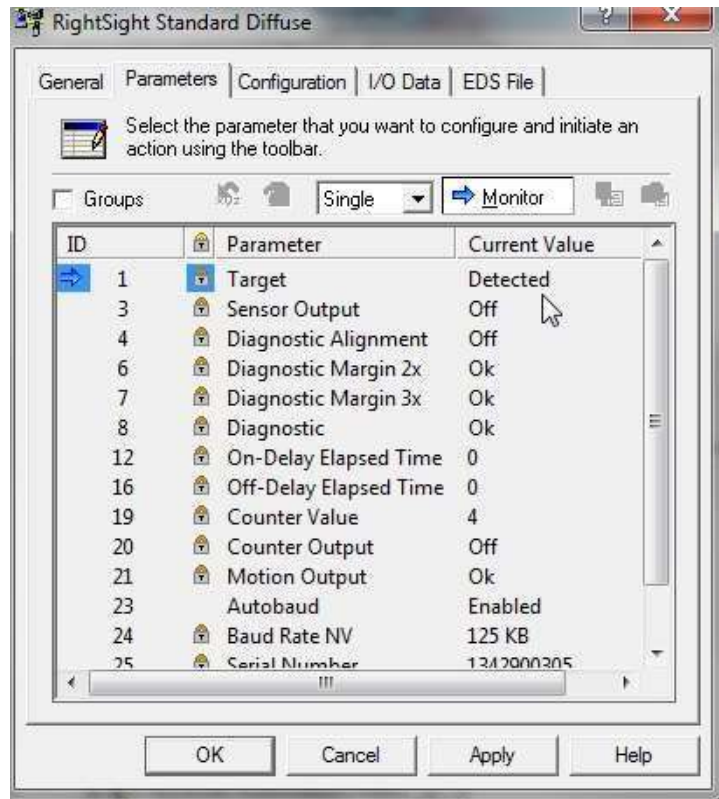 RightSight Standard Diffuse
General Parameters Configuration I/O Data EDS File
Select the parameter that you want to configure and initiate an
action using the toolbar.
Groups Single Monitor
ID Parameter Current Value
1 Target Detected
3 Sensor Output Off
4 Diagnostic Alignment Off
6 Diagnostic Margin 2x Ok
7 Diagnostic Margin 3x Ok
8 Diagnostic Ok
12 On-Delay Elapsed Time 0
16 Off-Delay Elapsed Time 0
19 Counter Value 4
20 Counter Output Off
21 Motion Output Ok
23 Autobaud Enabled
24 Baud Rate NV 125 KB
25 Serial Number 1342900305
OK Cancel Apply Help